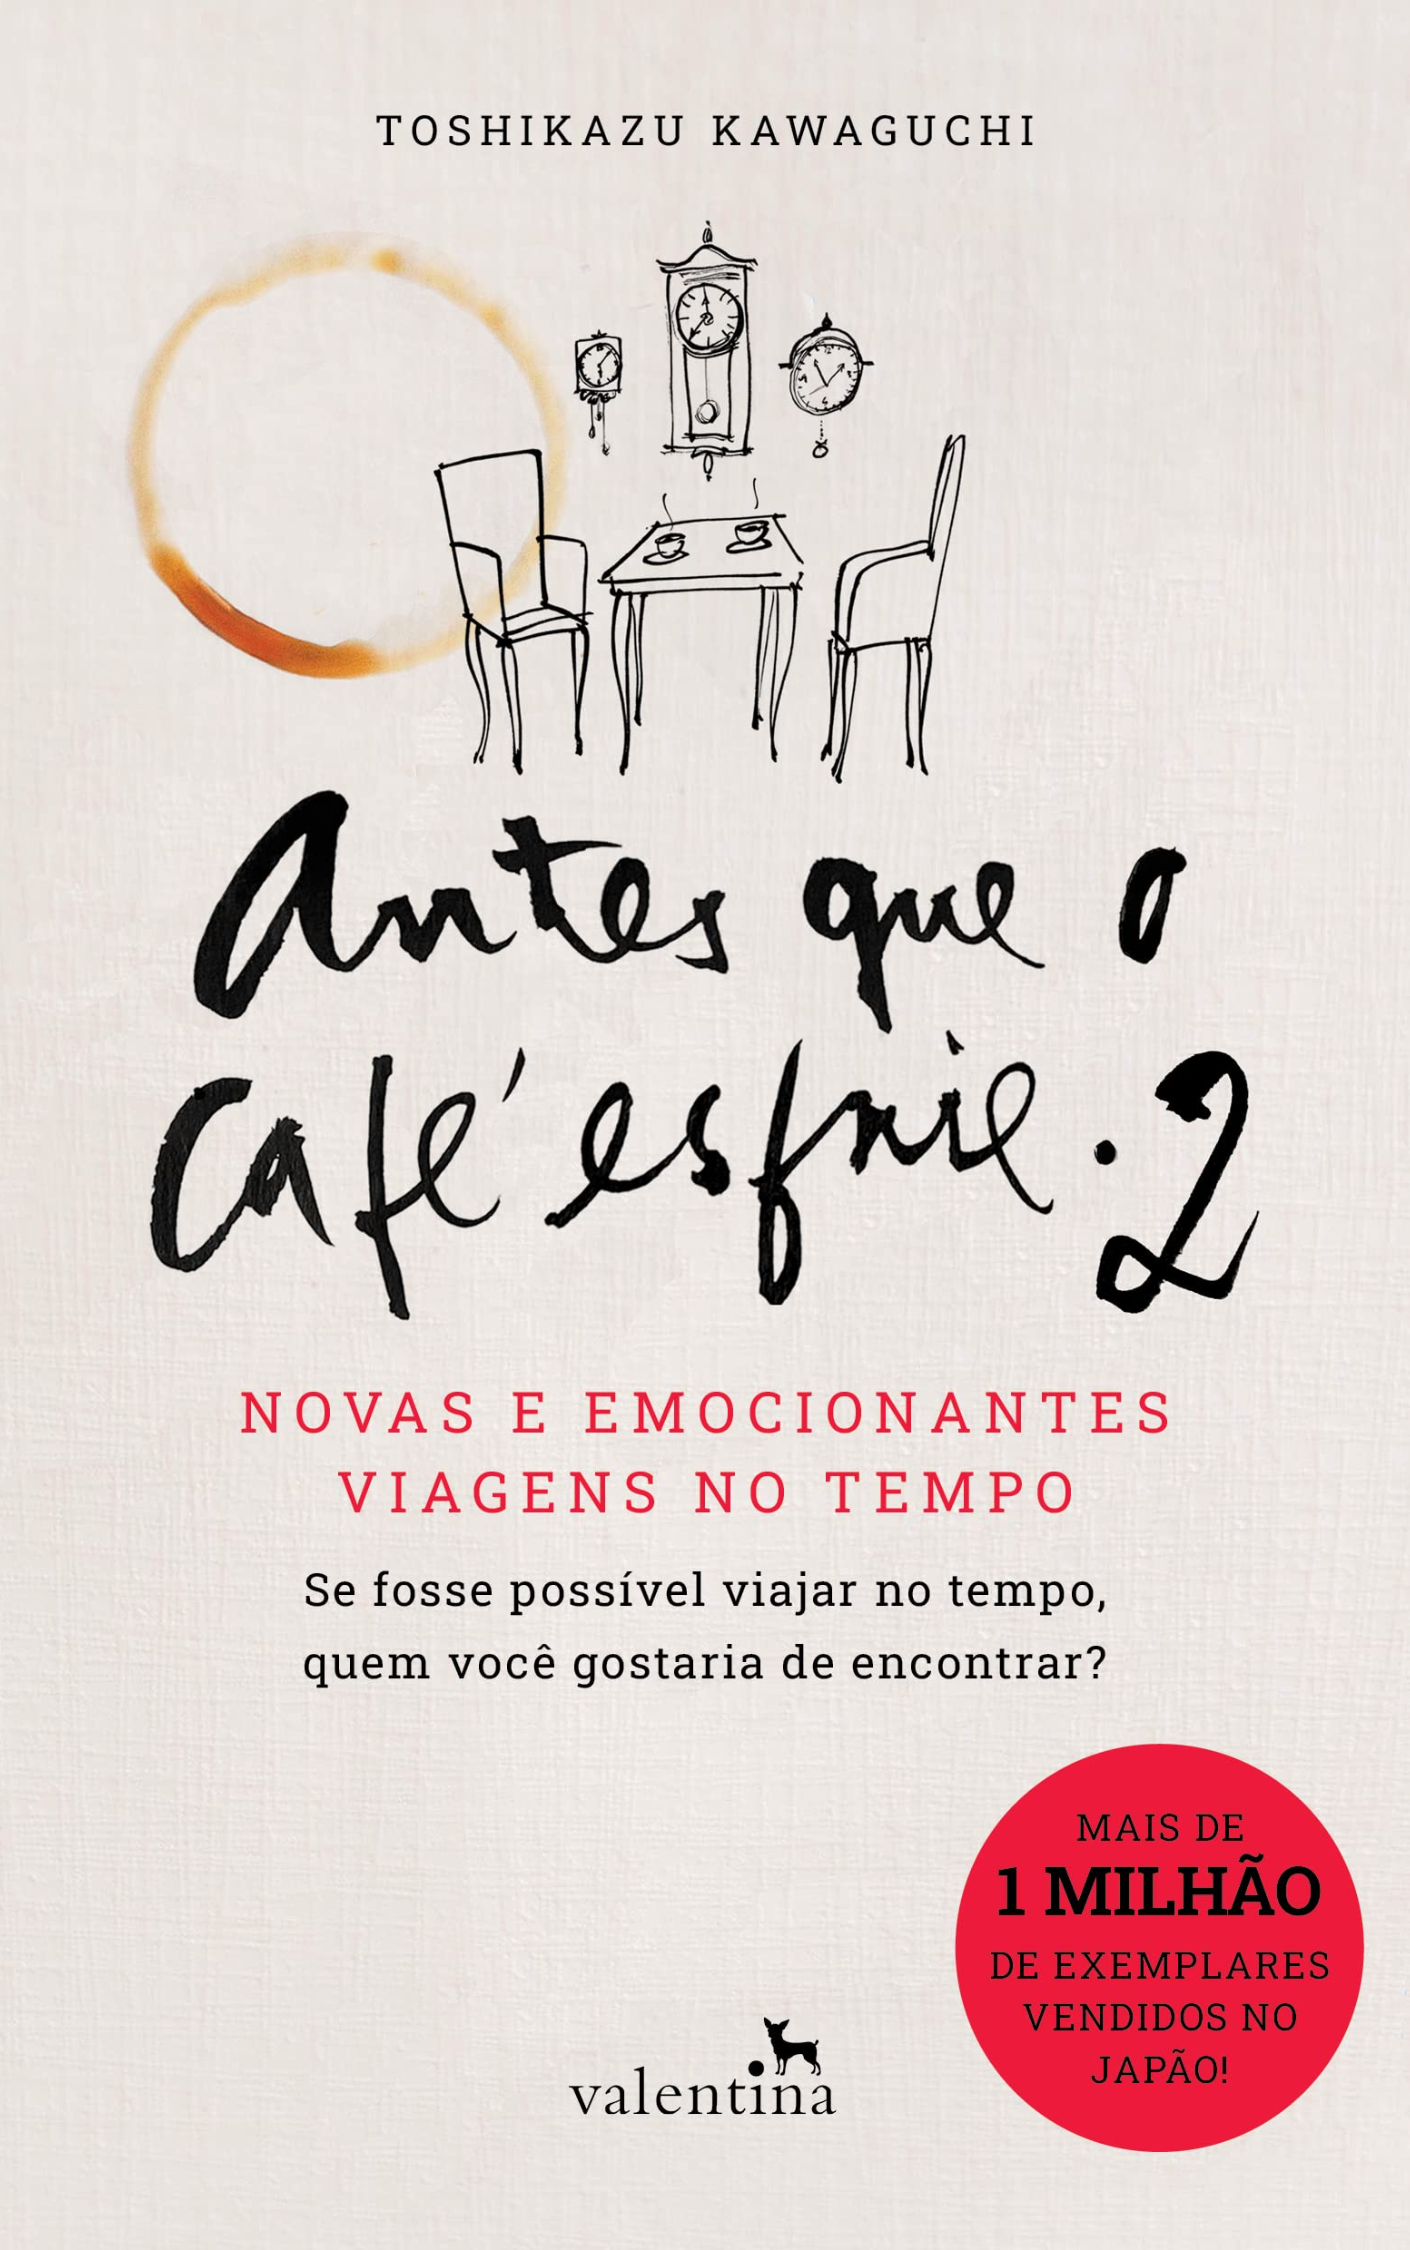 TOSHIKAZU KAWAGUCHI
Antes que o
Café esfrie. 2
NOVAS E EMOCIONANTES
VIAGENS NO TEMPO
Se fosse possível viajar no tempo,
quem você gostaria de encontrar?
MAIS DE
1 MILHÃO
DE EXEMPLARES
VENDIDOS NO
JAPÃO!
valentina